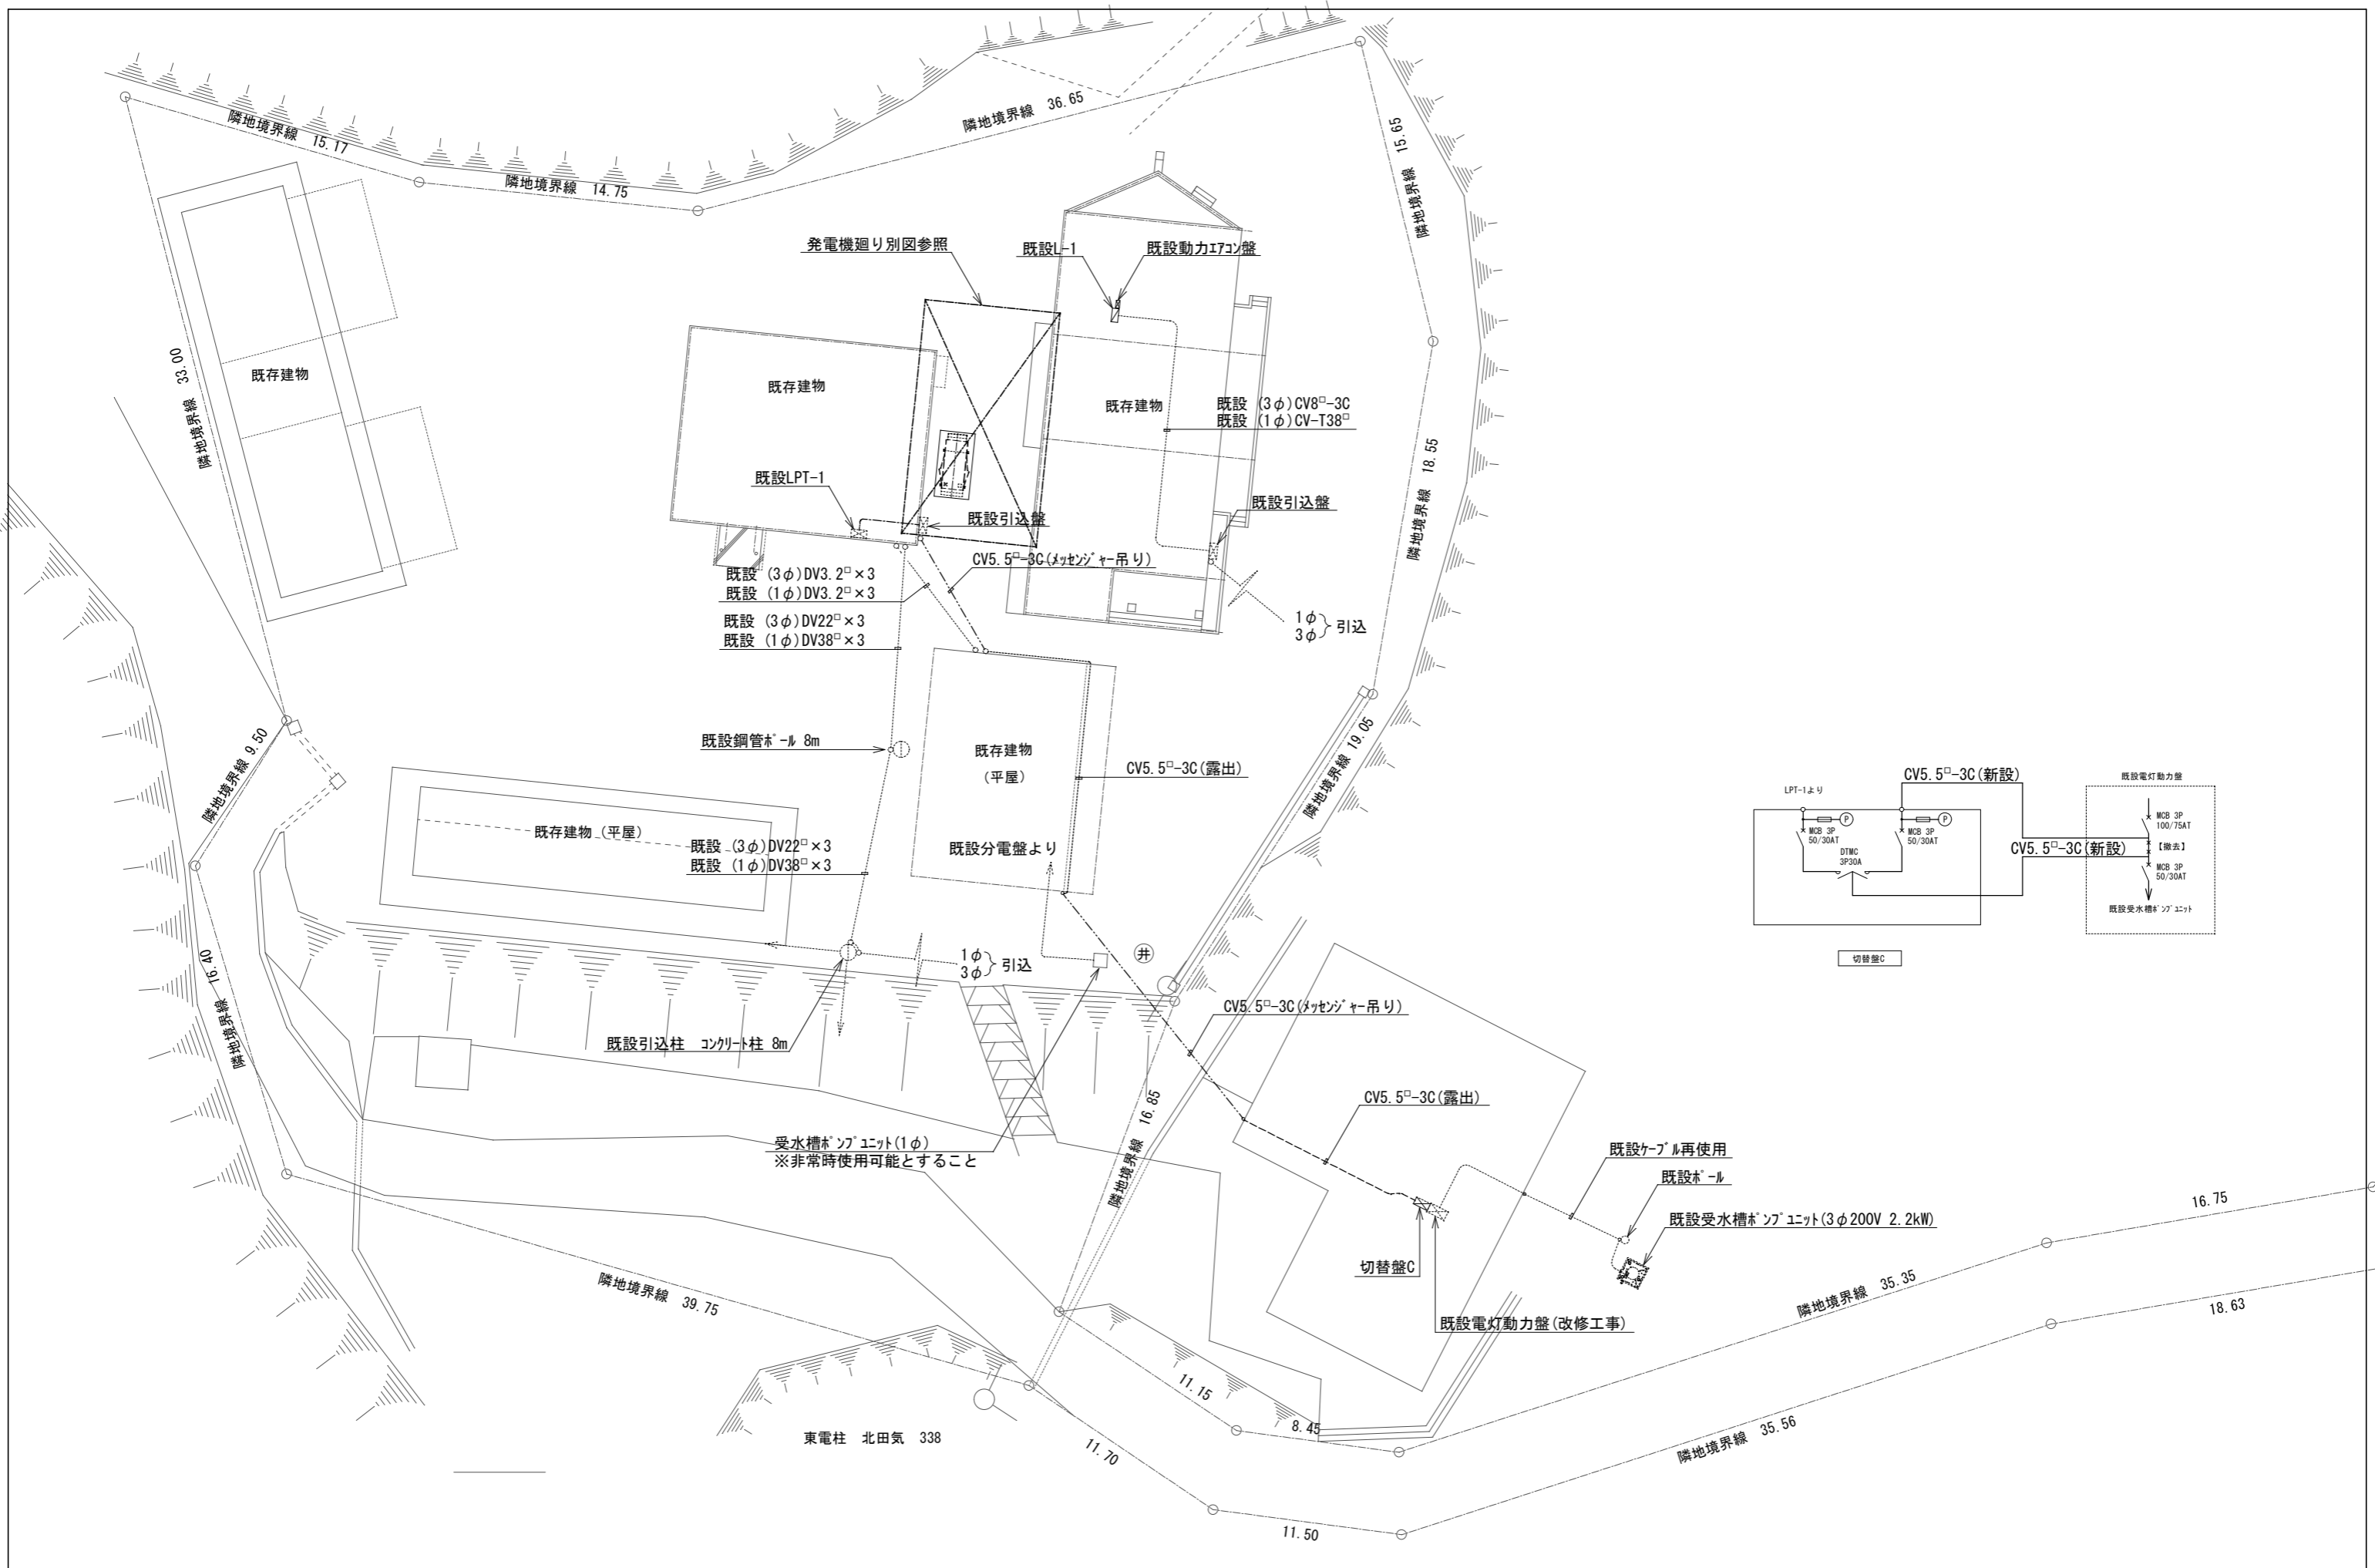 隣地境界線 15.17
隣地境界線 14.75
隣地境界線 36.65
隣地境界線 15.65
発電機廻り別図参照
既設L-1
既設動力エアコン盤
隣地境界線 33.00
既存建物
既存建物
既存建物
既設 (3φ)CV8□-3C
既設 (1φ)CV-T38□
隣地境界線 18.55
既設LPT-1
既設引込盤
既設引込盤
CV5.5□-3C(メッセンジャー吊り)
既設 (3φ)DV3.2□×3
既設 (1φ)DV3.2□×3
既設 (3φ)DV22□×3
既設 (1φ)DV38□×3
1φ
3φ
引込
隣地境界線 9.50
既設鋼管ポール 8m
既存建物
(平屋)
CV5.5□-3C(露出)
隣地境界線 19.05
既存建物(平屋)
既設 (3φ)DV22□×3
既設 (1φ)DV38□×3
既設分電盤より
CV5.5□-3C(新設)
既設電灯動力盤
LPT-1より
P
P
MCB 3P
50/30AT
MCB 3P
50/30AT
DTMC
3P30A
MCB 3P
100/75AT
CV5.5□-3C(新設)
【撤去】
MCB 3P
50/30AT
既設受水槽ポンプユニット
切替盤C
隣地境界線 16.40
1φ
3φ
引込
井
既設引込柱 コンクリート柱 8m
CV5.5□-3C(メッセンジャー吊り)
CV5.5□-3C(露出)
隣地境界線 16.85
受水槽ポンプユニット(1φ)
※非常時使用可能とすること
既設ケーブル再使用
既設ポール
既設受水槽ポンプユニット(3φ200V 2.2kW)
16.75
切替盤C
既設電灯動力盤(改修工事)
隣地境界線 39.75
隣地境界線 35.35
18.63
11.15
8.45
東電柱 北田気 338
11.70
隣地境界線 35.56
11.50